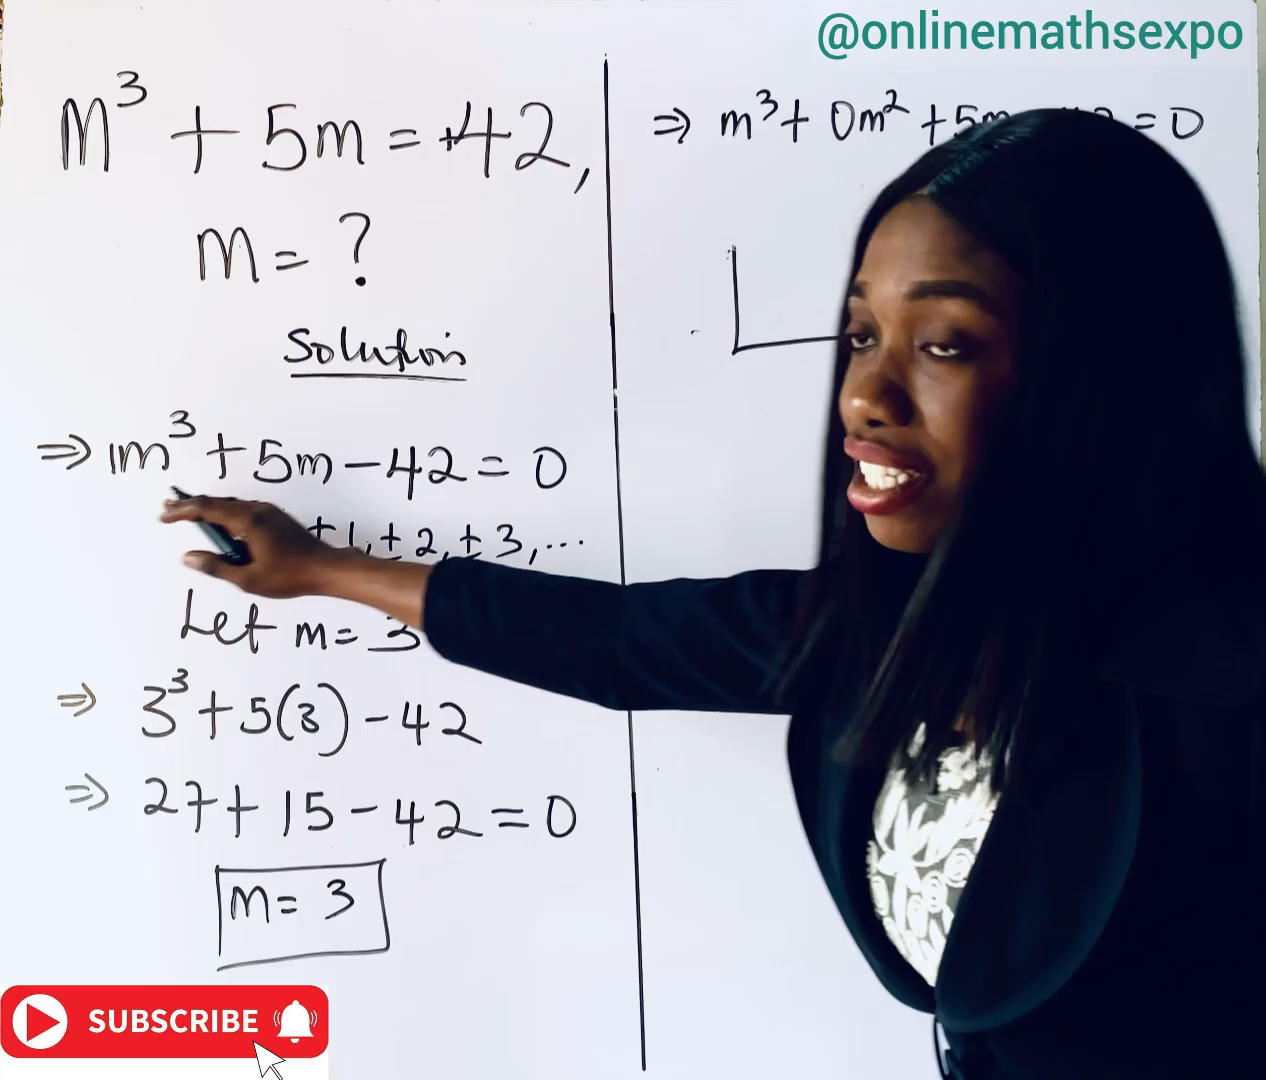 @onlinemathsexpo
m³ + 5m = +42,
m = ?
Solution
⇒ 1m³ + 5m − 42 = 0
± 1, ± 2, ± 3, ...
Let m = 3
⇒ 3³ + 5(3) − 42
⇒ 27 + 15 − 42 = 0
m = 3
⇒ m³ + 0m² + 5m = 0
SUBSCRIBE